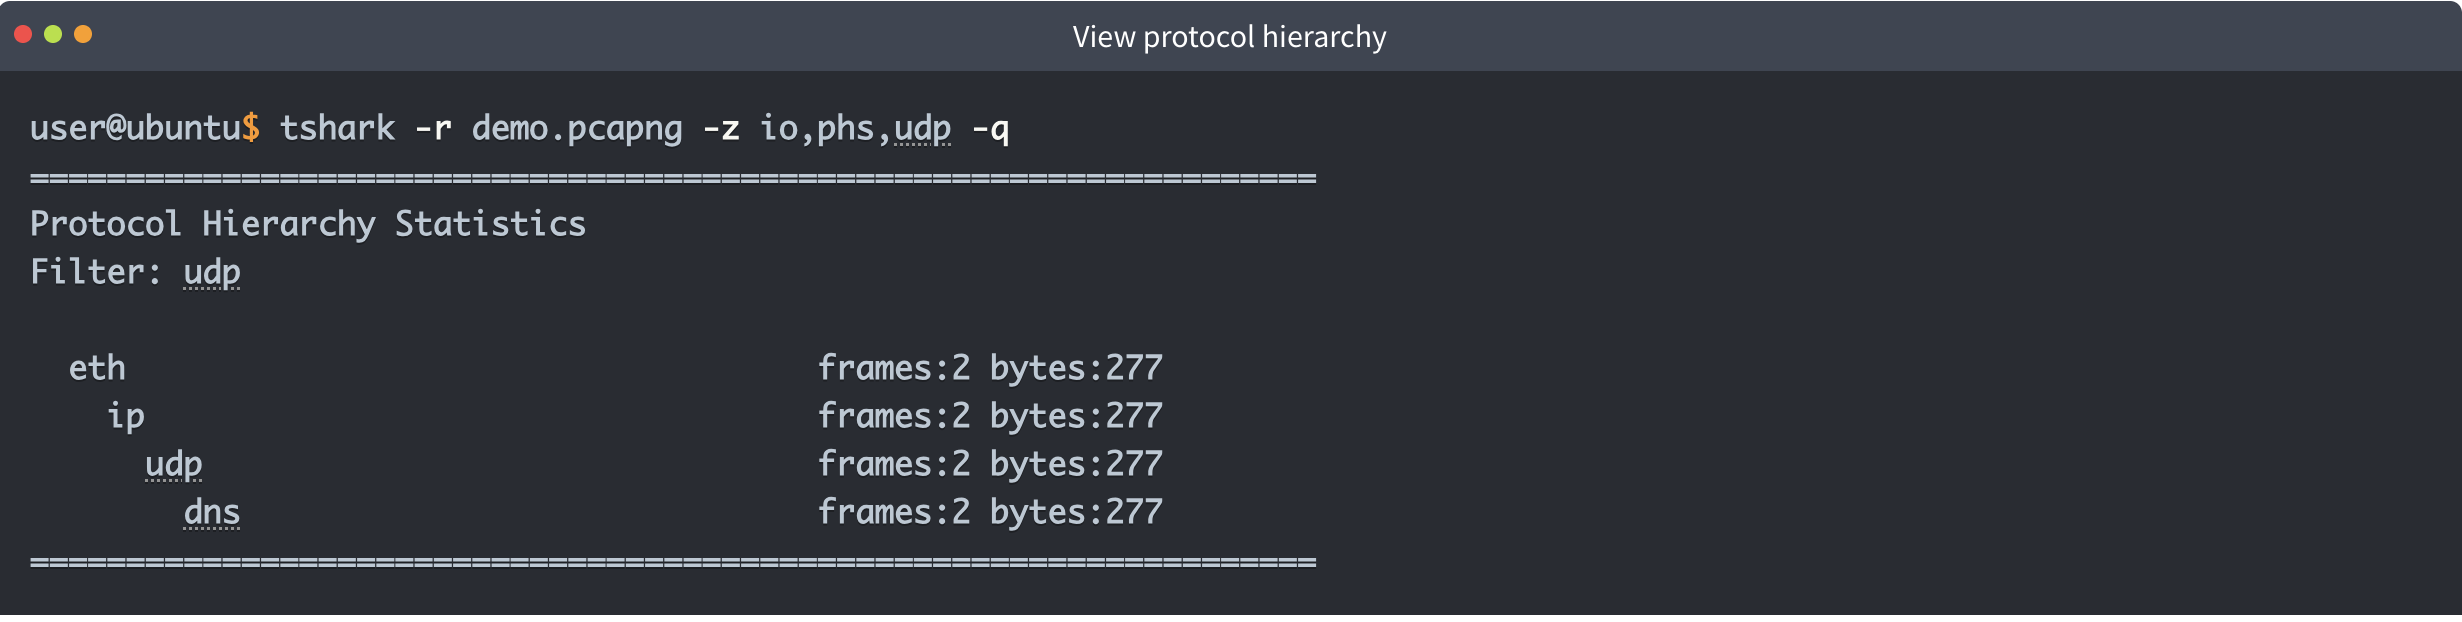 View protocol hierarchy
user@ubuntu$ tshark -r demo.pcapng -z io,phs,udp -q
===================================================================
Protocol Hierarchy Statistics
Filter: udp
eth                                    frames:2 bytes:277
ip                                   frames:2 bytes:277
udp                                frames:2 bytes:277
dns                              frames:2 bytes:277
===================================================================